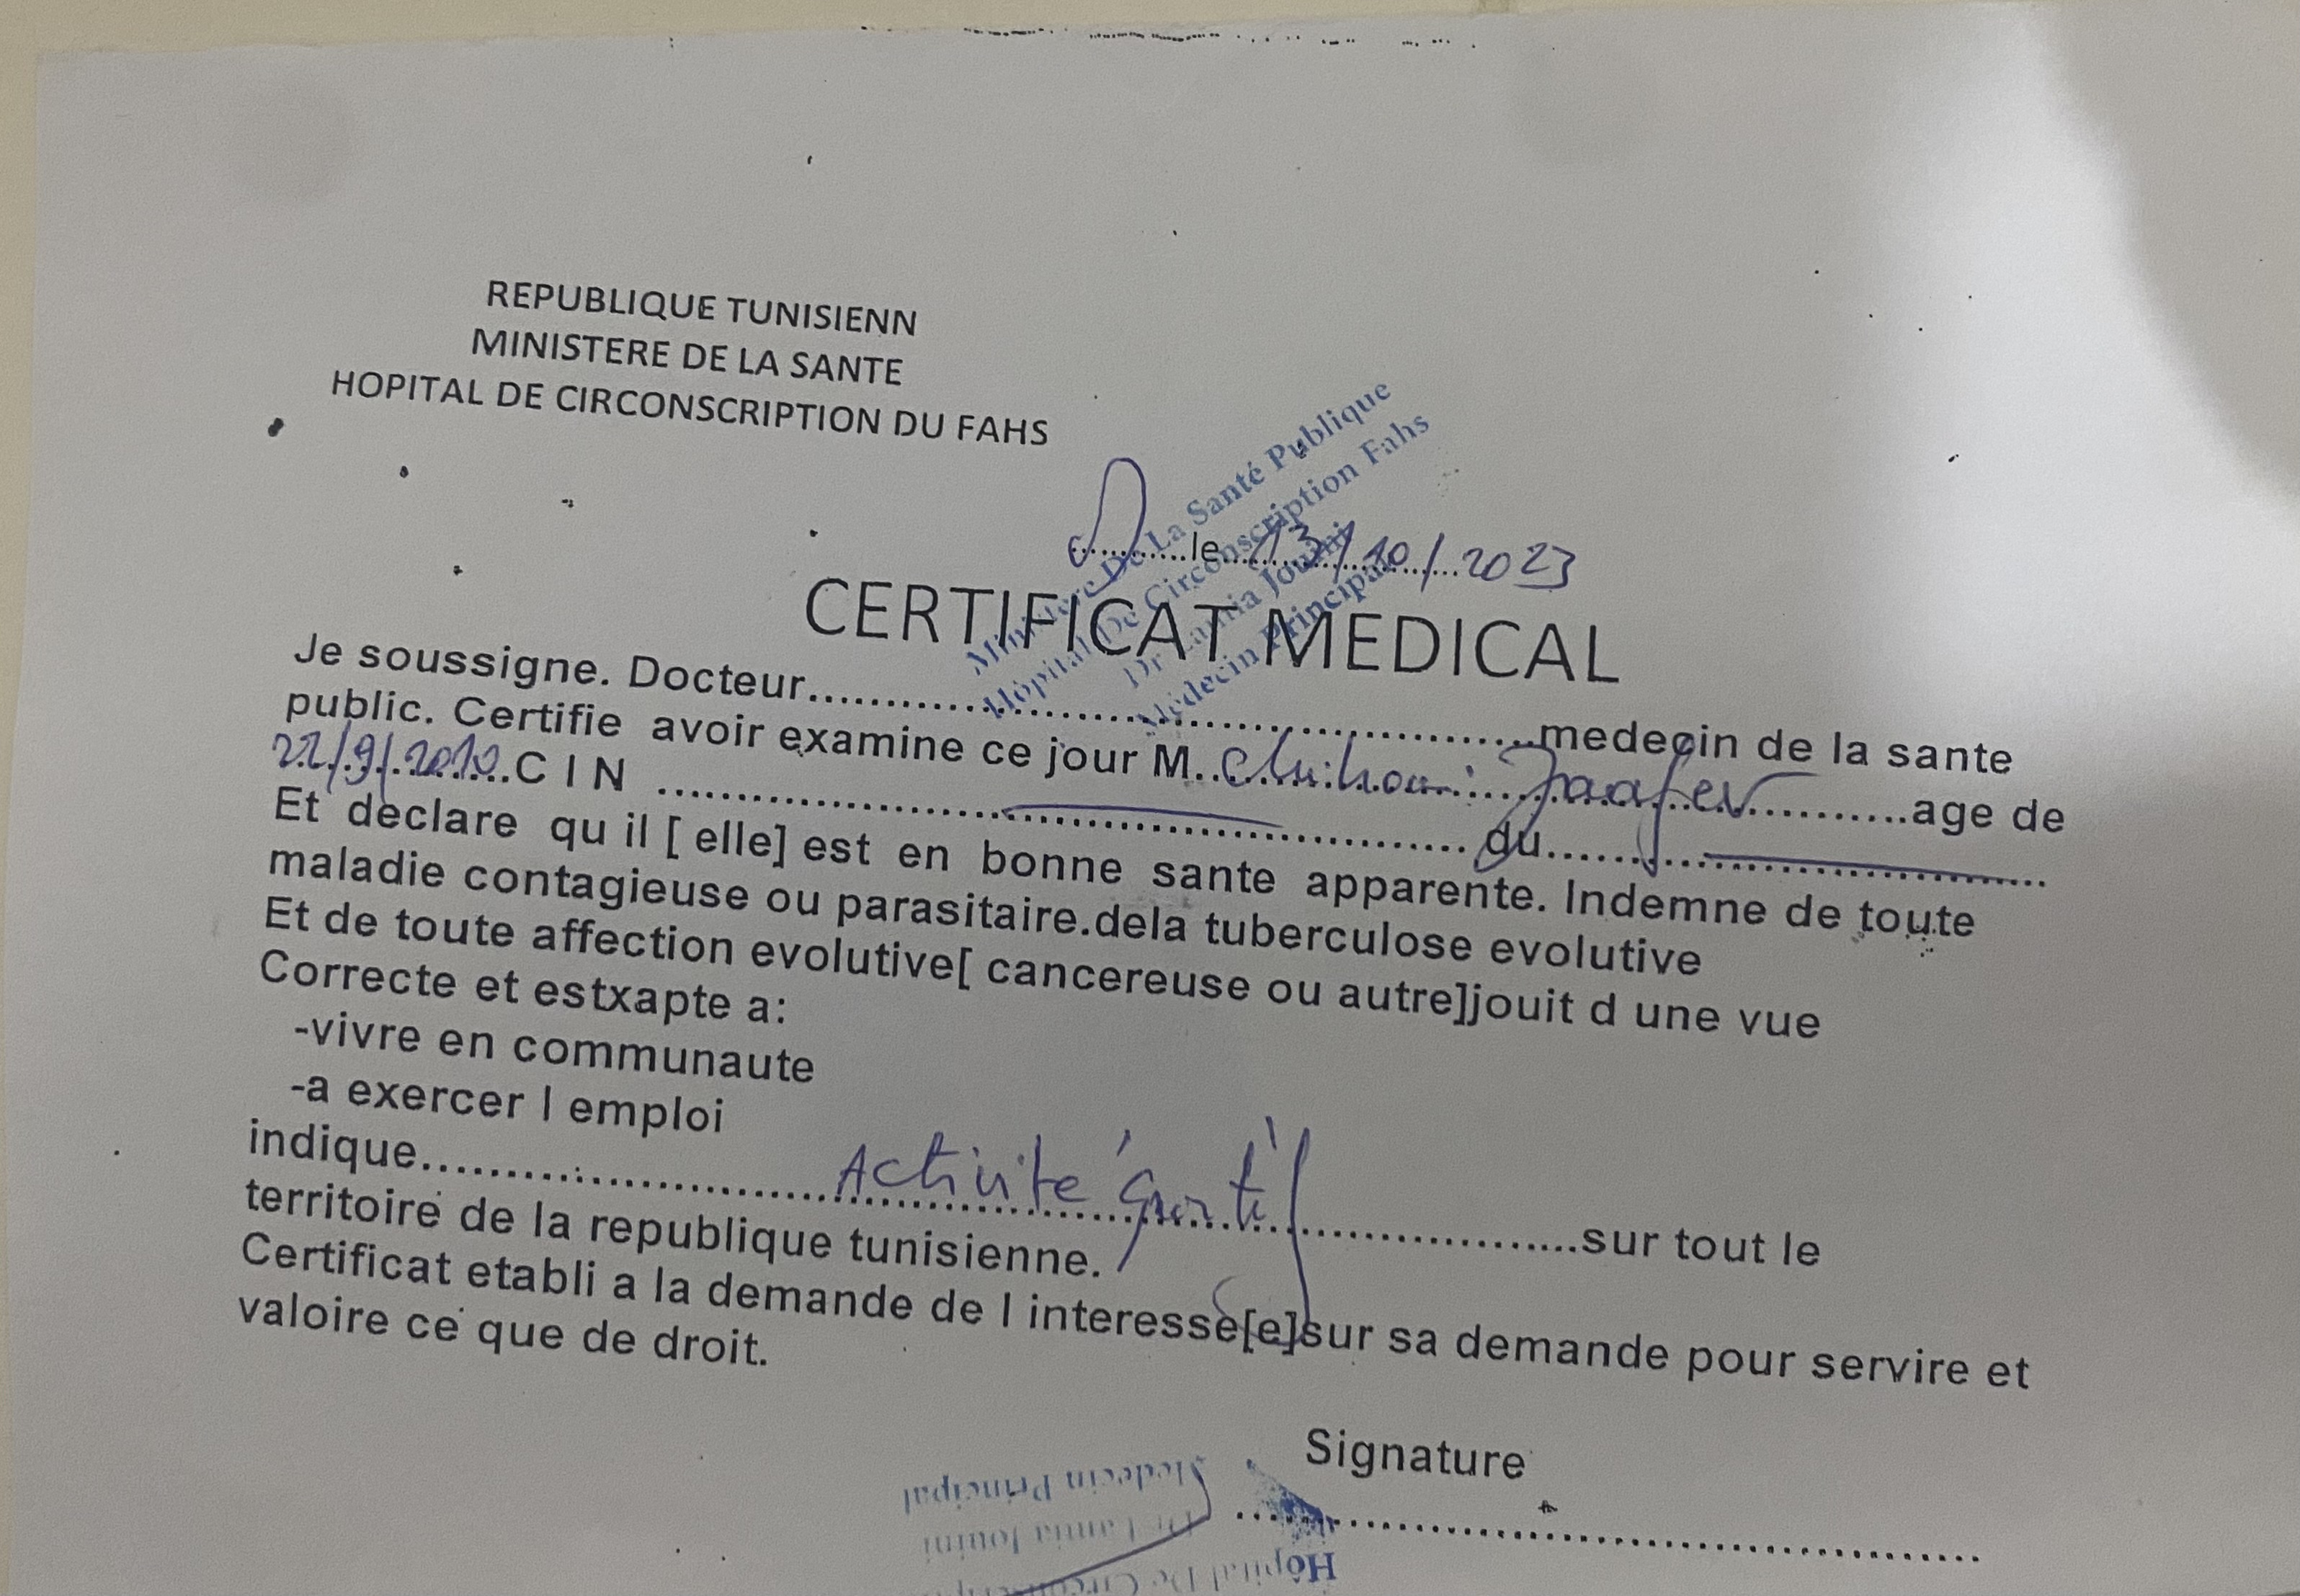 REPUBLIQUE TUNISIENN
MINISTERE DE LA SANTE
HOPITAL DE CIRCONSCRIPTION DU FAHS
Ministère De La Santé Publique
Hôpital De Circonscription Fahs
Dr Lamia Jouini
Médecin Principal
............le 13/10/2023
CERTIFICAT MEDICAL
Je soussigne. Docteur..........................................medecin de la sante
public. Certifie avoir examine ce jour M............ Jaafer..........age de
22/9/2010.CIN .......................................du..............................
Et declare qu il [ elle] est en bonne sante apparente. Indemne de toute
maladie contagieuse ou parasitaire.dela tuberculose evolutive
Et de toute affection evolutive[ cancereuse ou autre]jouit d une vue
Correcte et estxapte a:
-vivre en communaute
-a exercer l emploi
indique..............Activité sportif..............sur tout le
territoire de la republique tunisienne.
Certificat etabli a la demande de l interesse[e]sur sa demande pour servire et
valoire ce que de droit.
Signature
Medecin Principal
Dr Lamia Jouini
Hôpital De